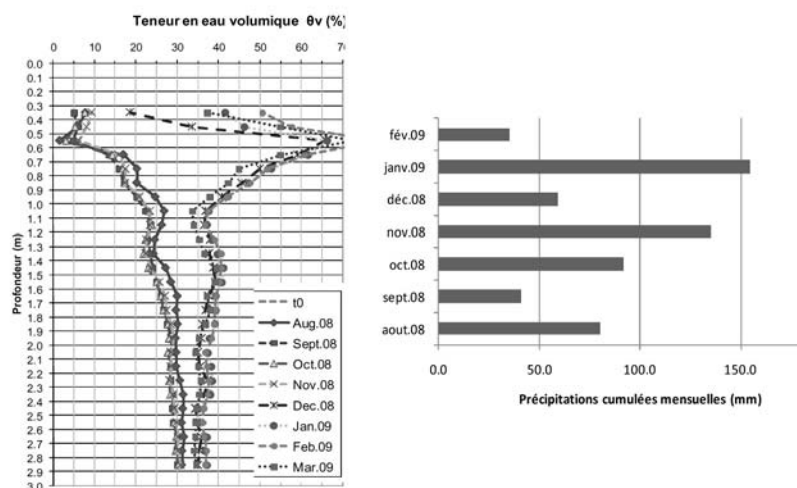 Teneur en eau volumique θv (%)
0 10 20 30 40 50 60 70
Profondeur (m)
0.0
0.1
0.2
0.3
0.4
0.5
0.6
0.7
0.8
0.9
1.0
1.1
1.2
1.3
1.4
1.5
1.6
1.7
1.8
1.9
2.0
2.1
2.2
2.3
2.4
2.5
2.6
2.7
2.8
2.9
3.0
t0
Aug.08
Sept.08
Oct.08
Nov.08
Dec.08
Jan.09
Feb.09
Mar.09
fév.09
janv.09
déc.08
nov.08
oct.08
sept.08
aout.08
0.0 50.0 100.0 150.0
Précipitations cumulées mensuelles (mm)